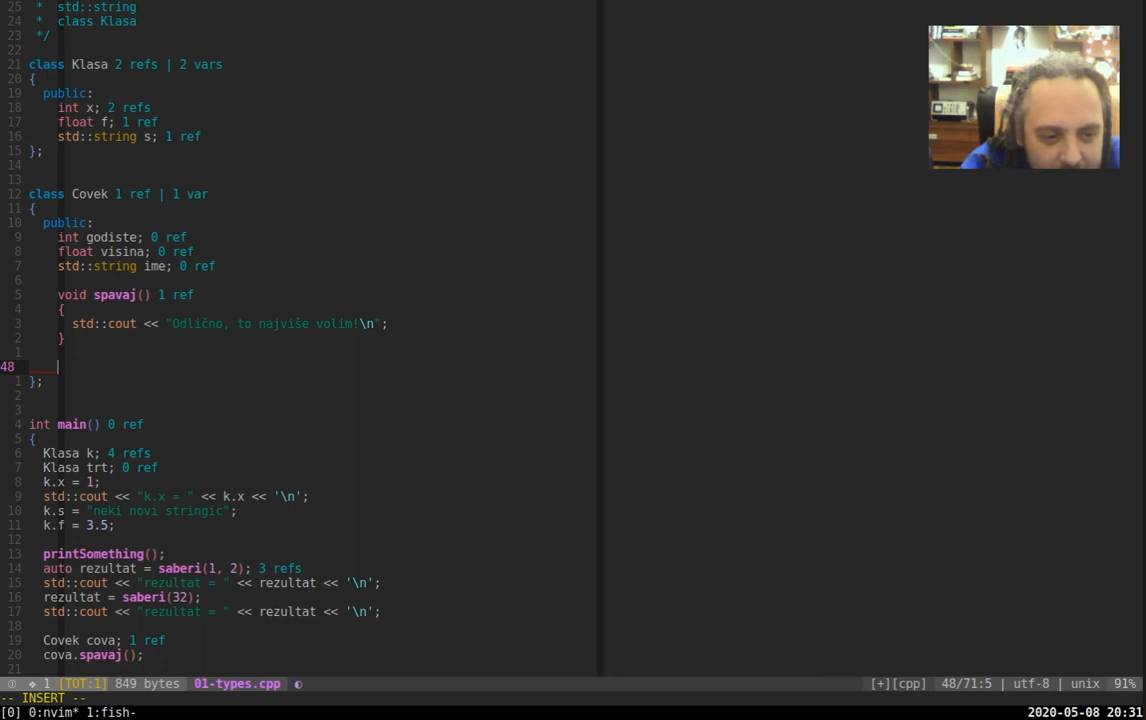 25 *  std::string
24 *  class Klasa
23 */
22
21 class Klasa 2 refs | 2 vars
20 {
19 public:
18 int x; 2 refs
17 float f; 1 ref
16 std::string s; 1 ref
15 };
14
13
12 class Covek 1 ref | 1 var
11 {
10 public:
9 int godiste; 0 ref
8 float visina; 0 ref
7 std::string ime; 0 ref
6
5 void spavaj() 1 ref
4 {
3 std::cout << "Odlično, to najviše volim!\n";
2 }
1
48
1 };
2
3
4 int main() 0 ref
5 {
6 Klasa k; 4 refs
7 Klasa trt; 0 ref
8 k.x = 1;
9 std::cout << "k.x = " << k.x << '\n';
10 k.s = "neki novi stringic";
11 k.f = 3.5;
12
13 printSomething();
14 auto rezultat = saberi(1, 2); 3 refs
15 std::cout << "rezultat = " << rezultat << '\n';
16 rezultat = saberi(32);
17 std::cout << "rezultat = " << rezultat << '\n';
18
19 Covek cova; 1 ref
20 cova.spavaj();
21
1 [TOT:1] 849 bytes 01-types.cpp [+][cpp] 48/71:5 | utf-8 | unix 91%
-- INSERT --
[0] 0:nvim* 1:fish- 2020-05-08 20:31